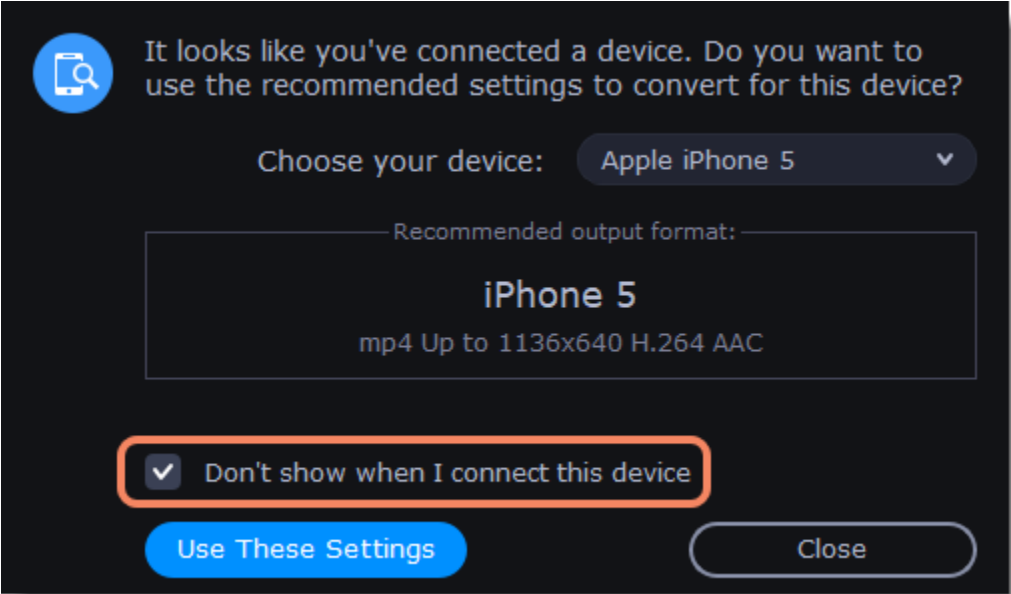 It looks like you've connected a device. Do you want to
use the recommended settings to convert for this device?
Choose your device: Apple iPhone 5
Recommended output format:
iPhone 5
mp4 Up to 1136x640 H.264 AAC
Don't show when I connect this device
Use These Settings Close